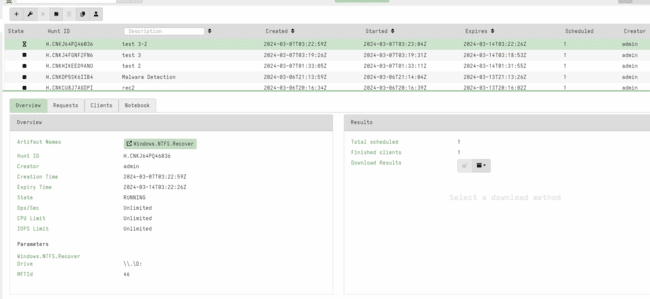 State Hunt ID Description Created Started Expires Scheduled Creator
H.CNKJ64PQ46036 test 3-2 2024-03-07T03:22:59Z 2024-03-07T03:23:04Z 2024-03-14T03:22:26Z 1 admin
H.CNKJ4FGNF2FN6 test 3 2024-03-07T03:19:26Z 2024-03-07T03:19:31Z 2024-03-14T03:18:53Z 1 admin
test 2 2024-03-07T01:33:05Z 2024-03-07T01:33:11Z 2024-03-14T01:31:55Z 1 admin
Malware Detection 2024-03-06T21:13:59Z 2024-03-06T21:14:04Z 2024-03-13T21:13:26Z 1 admin
rec2 2024-03-06T20:16:34Z 2024-03-06T20:16:39Z 2024-03-13T20:16:02Z 1 admin
Overview Requests Clients Notebook
Overview
Artifact Names Windows.NTFS.Recover
Hunt ID H.CNKJ64PQ46036
Creator admin
Creation Time 2024-03-07T03:22:59Z
Expiry Time 2024-03-14T03:22:26Z
State RUNNING
Ops/Sec Unlimited
CPU Limit Unlimited
IOPS Limit Unlimited
Parameters
Windows.NTFS.Recover
Drive \\.\D:
MFTId 46
Results
Total scheduled 1
Finished clients 1
Download Results
Select a download method